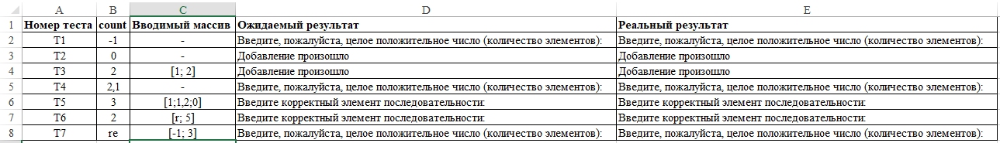 A B C D E
1 Номер теста count Вводимый массив Ожидаемый результат Реальный результат
2 T1 -1 - Введите, пожалуйста, целое положительное число (количество элементов): Введите, пожалуйста, целое положительное число (количество элементов):
3 T2 0 - Добавление произошло Добавление произошло
4 T3 2 [1; 2] Добавление произошло Добавление произошло
5 T4 2,1 - Введите, пожалуйста, целое положительное число (количество элементов): Введите, пожалуйста, целое положительное число (количество элементов):
6 T5 3 [1;1,2;0] Введите корректный элемент последовательности: Введите корректный элемент последовательности:
7 T6 2 [r; 5] Введите корректный элемент последовательности: Введите корректный элемент последовательности:
8 T7 re [-1; 3] Введите, пожалуйста, целое положительное число (количество элементов): Введите, пожалуйста, целое положительное число (количество элементов):